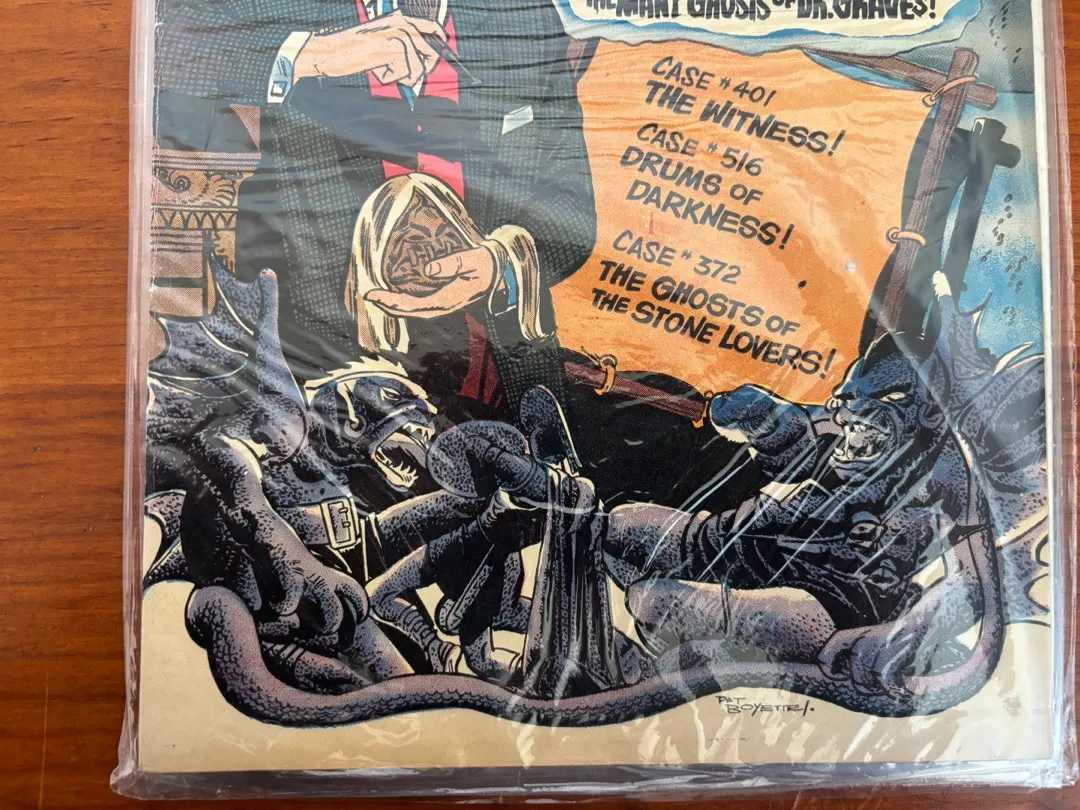 THE MANY GHOSTS OF DR. GRAVES!
CASE #401
THE WITNESS!
CASE #516
DRUMS OF
DARKNESS!
CASE #372
THE GHOSTS OF
THE STONE LOVERS!
PAT
BOYETTE/.